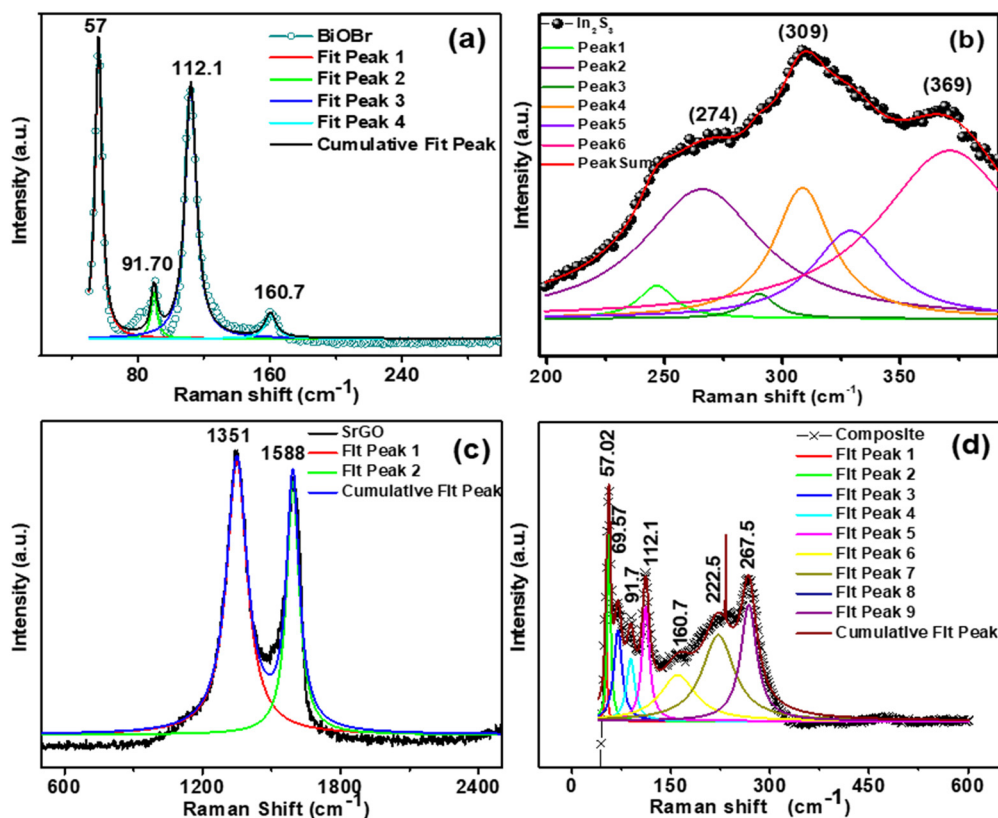 (a)
57
112.1
91.70
160.7
BiOBr
Fit Peak 1
Fit Peak 2
Fit Peak 3
Fit Peak 4
Cumulative Fit Peak
Intensity (a.u.)
80 160 240
Raman shift (cm-1)
(b)
In2S3
Peak1
Peak2
Peak3
Peak4
Peak5
Peak6
Peak Sum
(274)
(309)
(369)
Intensity (a.u.)
200 250 300 350
Raman shift (cm-1)
(c)
1351
1588
SrGO
Fit Peak 1
Fit Peak 2
Cumulative Fit Peak
Intensity (a.u.)
600 1200 1800 2400
Raman Shift (cm-1)
(d)
57.02
69.57
91.7
112.1
160.7
222.5
267.5
Composite
Fit Peak 1
Fit Peak 2
Fit Peak 3
Fit Peak 4
Fit Peak 5
Fit Peak 6
Fit Peak 7
Fit Peak 8
Fit Peak 9
Cumulative Fit Peak
Intensity (a.u.)
0 150 300 450 600
Raman shift (cm-1)